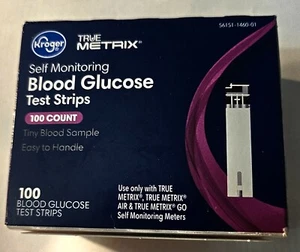 56151-1460-01
Kroger
TRUE
METRIX®
Self Monitoring
Blood Glucose
Test Strips
100 COUNT
Tiny Blood Sample
Easy to Handle
100
BLOOD GLUCOSE
TEST STRIPS
Use only with TRUE
METRIX®, TRUE METRIX®
AIR & TRUE METRIX® GO
Self Monitoring Meters